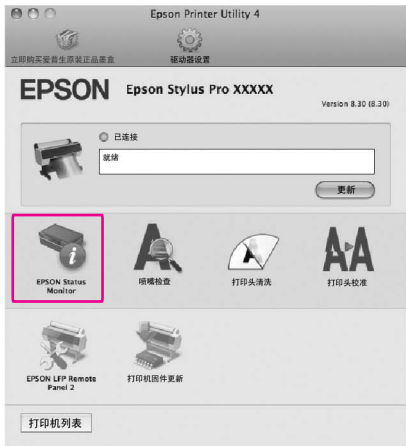 Epson Printer Utility 4
立即购买爱普生原装正品墨盒 驱动器设置
EPSON Epson Stylus Pro XXXXX
Version 8.30 (8.30)
已连接
就绪
更新
EPSON Status
Monitor
喷嘴检查
打印头清洗
打印头校准
EPSON LFP Remote
Panel 2
打印机固件更新
打印机列表